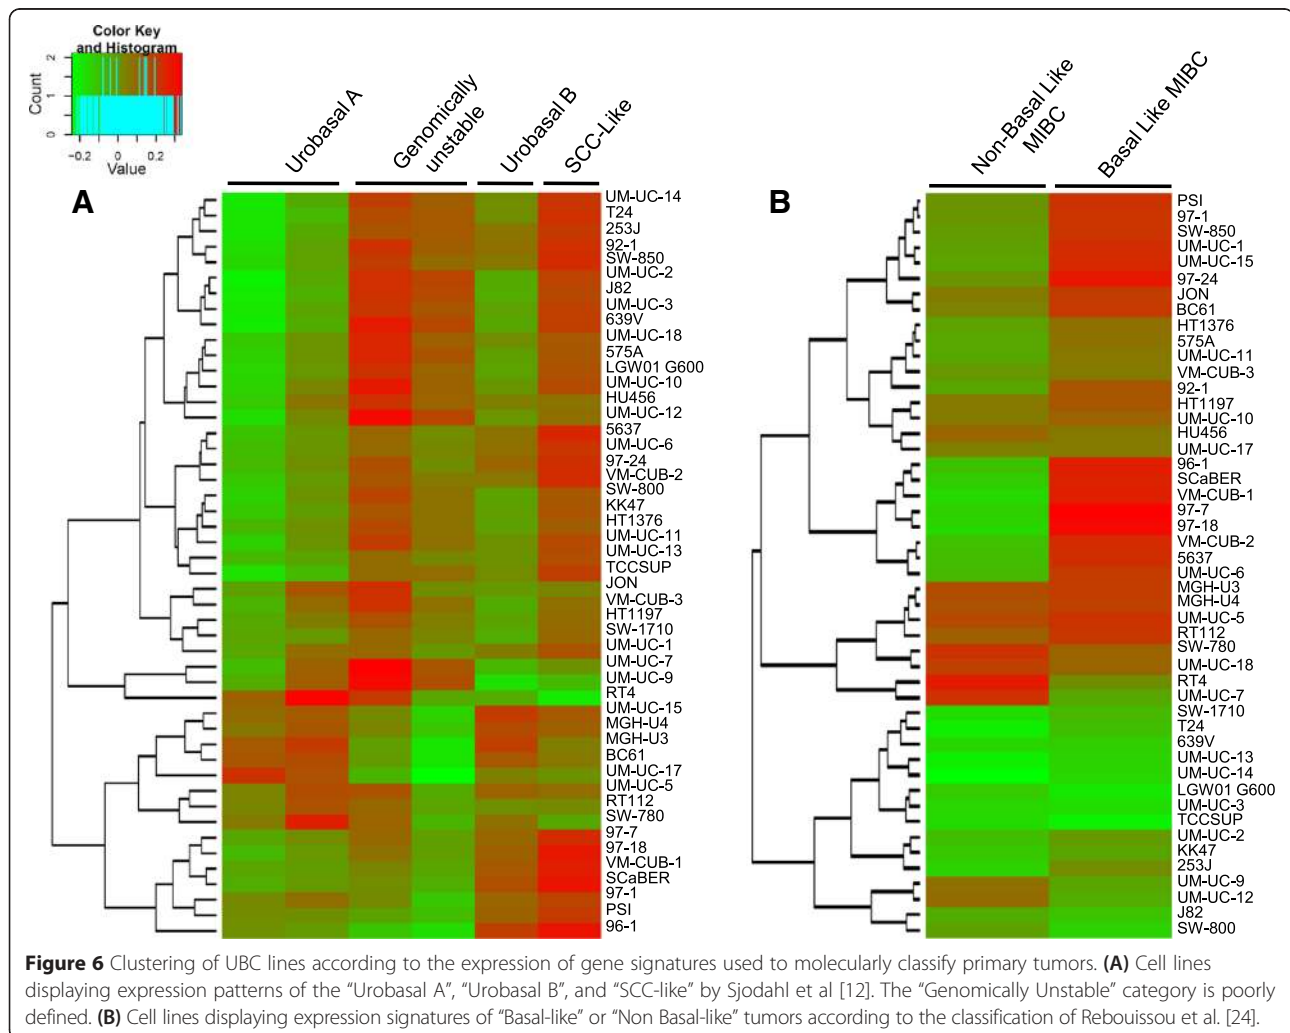 Color Key
and Histogram
Count
0 1 2
−0.2 0 0.2
Value
A
Urobasal A
Genomically
unstable
Urobasal B
SCC-Like
UM-UC-14
T24
253J
92-1
SW-850
UM-UC-2
J82
UM-UC-3
639V
UM-UC-18
575A
LGW01 G600
UM-UC-10
HU456
UM-UC-12
5637
UM-UC-6
97-24
VM-CUB-2
SW-800
KK47
HT1376
UM-UC-11
UM-UC-13
TCCSUP
JON
VM-CUB-3
HT1197
SW-1710
UM-UC-1
UM-UC-7
UM-UC-9
RT4
UM-UC-15
MGH-U4
MGH-U3
BC61
UM-UC-17
UM-UC-5
RT112
SW-780
97-7
97-18
VM-CUB-1
SCaBER
97-1
PSI
96-1
B
Non-Basal Like
MIBC
Basal Like MIBC
PSI
97-1
SW-850
UM-UC-1
UM-UC-15
97-24
JON
BC61
HT1376
575A
UM-UC-11
VM-CUB-3
92-1
HT1197
UM-UC-10
HU456
UM-UC-17
96-1
SCaBER
VM-CUB-1
97-7
97-18
VM-CUB-2
5637
UM-UC-6
MGH-U3
MGH-U4
UM-UC-5
RT112
SW-780
UM-UC-18
RT4
UM-UC-7
SW-1710
T24
639V
UM-UC-13
UM-UC-14
LGW01 G600
UM-UC-3
TCCSUP
UM-UC-2
KK47
253J
UM-UC-9
UM-UC-12
J82
SW-800
Figure 6 Clustering of UBC lines according to the expression of gene signatures used to molecularly classify primary tumors. (A) Cell lines
displaying expression patterns of the “Urobasal A”, “Urobasal B”, and “SCC-like” by Sjodahl et al [12]. The “Genomically Unstable” category is poorly
defined. (B) Cell lines displaying expression signatures of “Basal-like” or “Non Basal-like” tumors according to the classification of Rebouissou et al. [24].